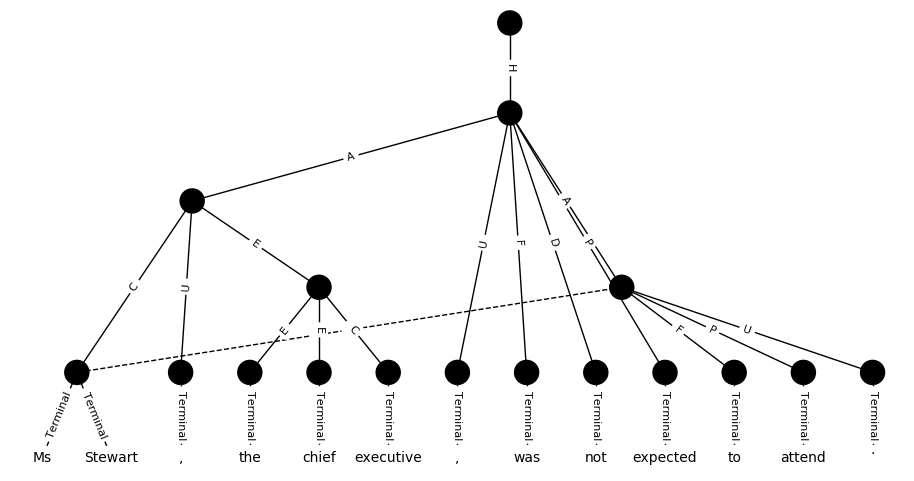 H
A
A
E
U
F
D
P
C
U
E
E
C
A
F
P
U
Terminal Terminal Terminal Terminal Terminal Terminal Terminal Terminal Terminal Terminal Terminal Terminal Terminal
Ms Stewart , the chief executive , was not expected to attend .